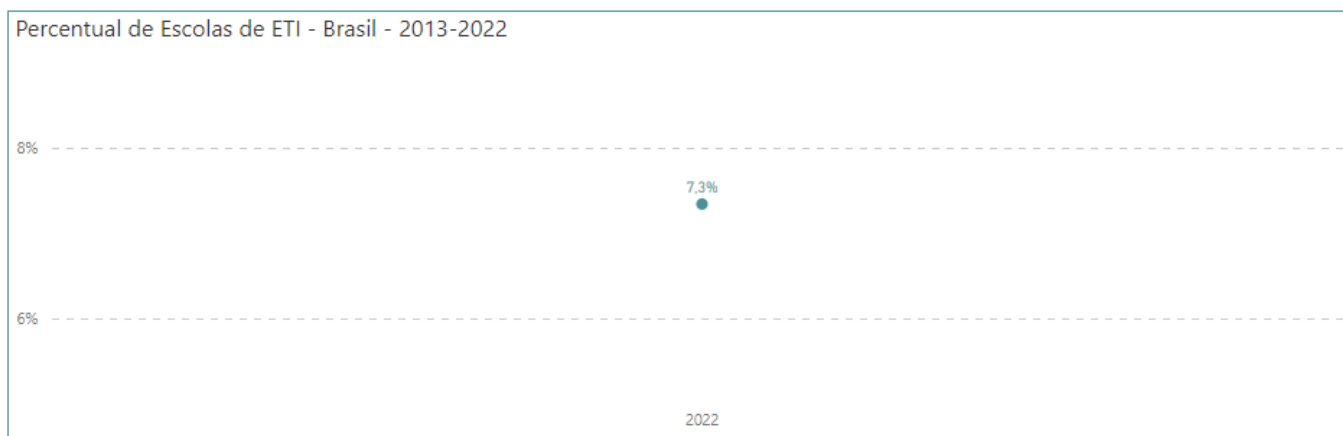 Percentual de Escolas de ETI - Brasil - 2013-2022
8%
7,3%
6%
2022